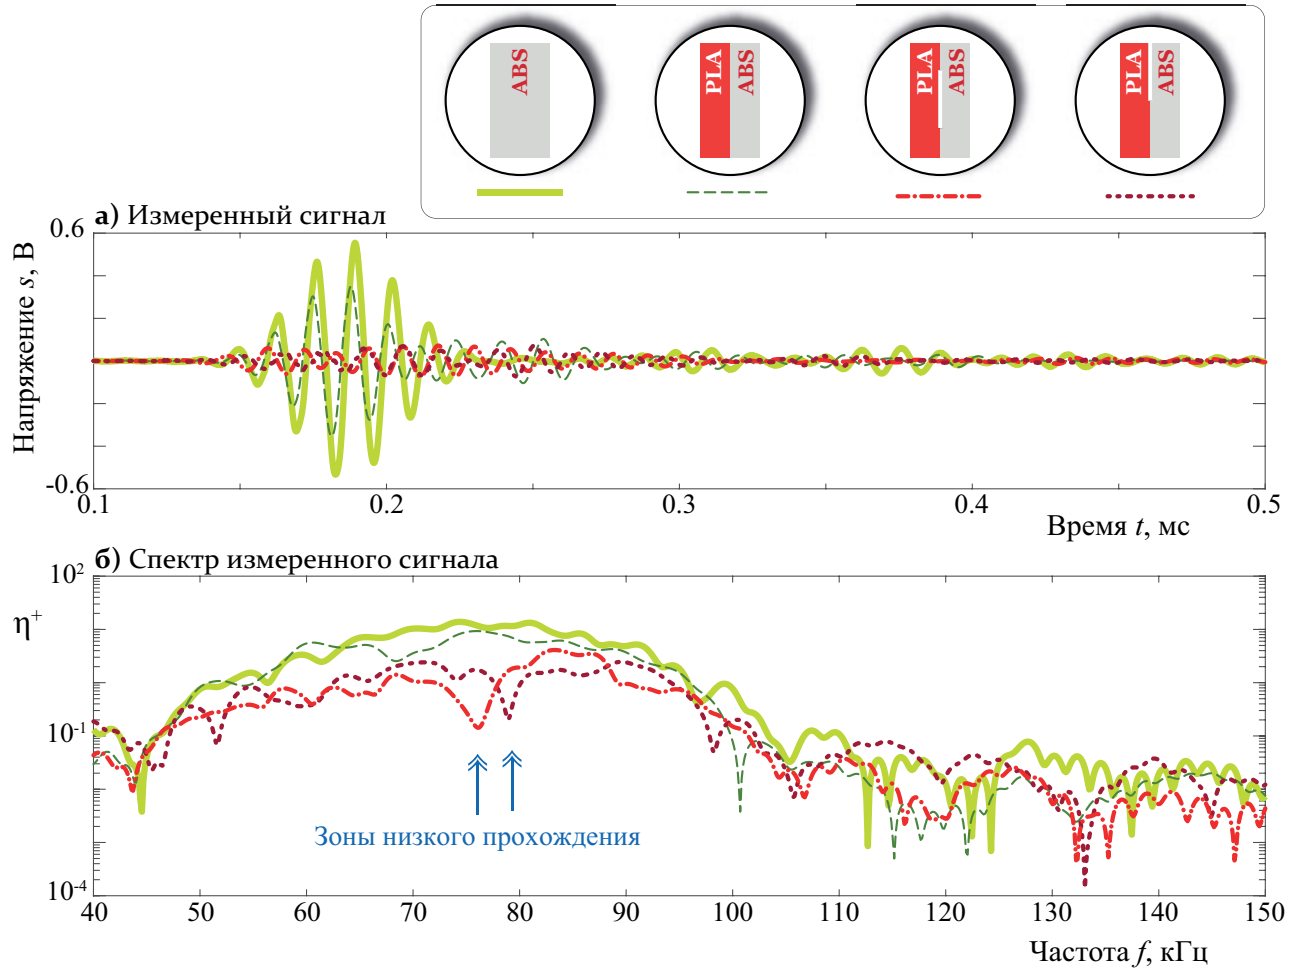 ABS
PLA ABS
PLA ABS
PLA ABS
а) Измеренный сигнал
Напряжение s, В
0.6
-0.6
0.1 0.2 0.3 0.4 0.5
Время t, мс
б) Спектр измеренного сигнала
η⁺
10²
10⁻¹
10⁻⁴
Зоны низкого прохождения
40 45 50 60 70 80 90 100 110 120 130 140 150
Частота f, кГц